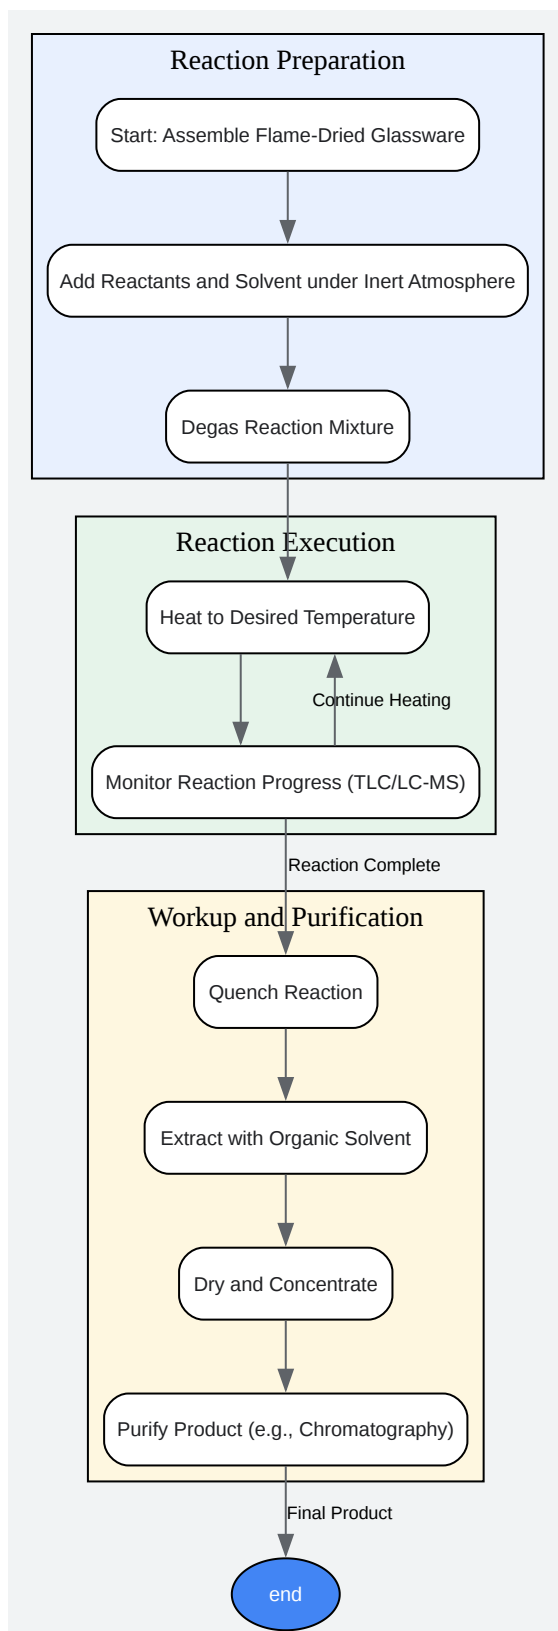 Reaction Preparation
Start: Assemble Flame-Dried Glassware
Add Reactants and Solvent under Inert Atmosphere
Degas Reaction Mixture
Reaction Execution
Heat to Desired Temperature
Continue Heating
Monitor Reaction Progress (TLC/LC-MS)
Reaction Complete
Workup and Purification
Quench Reaction
Extract with Organic Solvent
Dry and Concentrate
Purify Product (e.g., Chromatography)
Final Product
end